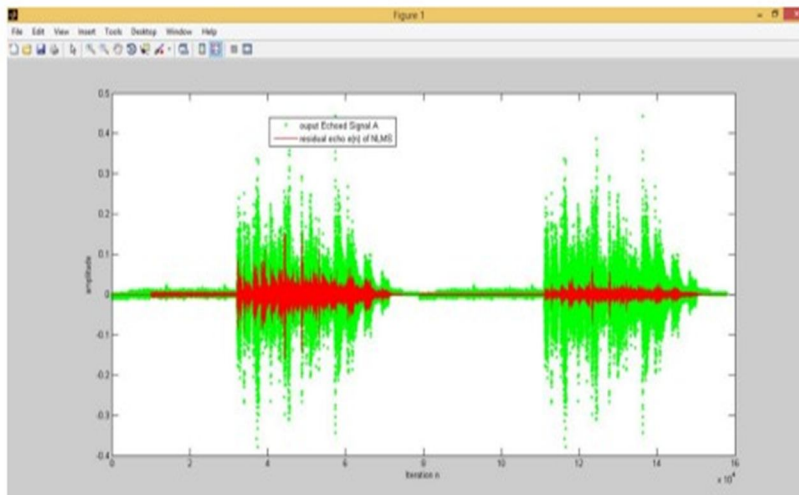 Figure 1
File Edit View Insert Tools Desktop Window Help
0.5
0.4
0.3
0.2
0.1
0
-0.1
-0.2
-0.3
-0.4
amplitude
ouput Echoed Signal A
residual echo e(n) of NLMS
0 4 6 8 10 12 14 16
x 10⁴
Iteration n